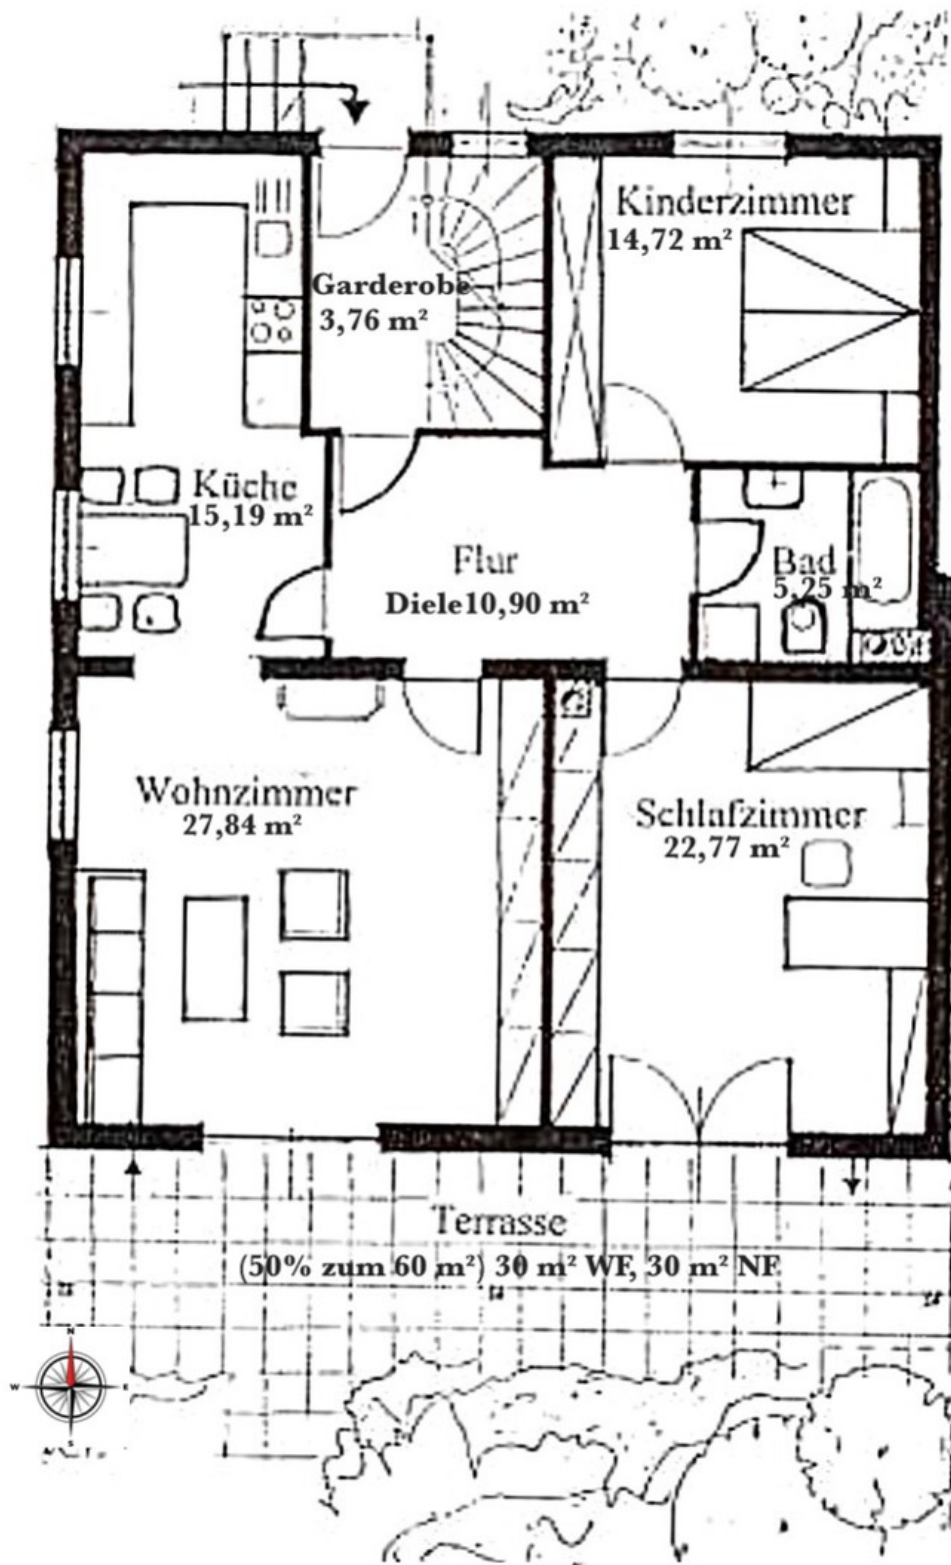 Kinderzimmer
14,72 m²
Garderobe
3,76 m²
Küche
15,19 m²
Flur
Diele10,90 m²
Bad
5,25 m²
Wohnzimmer
27,84 m²
Schlafzimmer
22,77 m²
Terrasse
(50% zum 60 m²) 30 m² WF, 30 m² NF
N
W
E
S